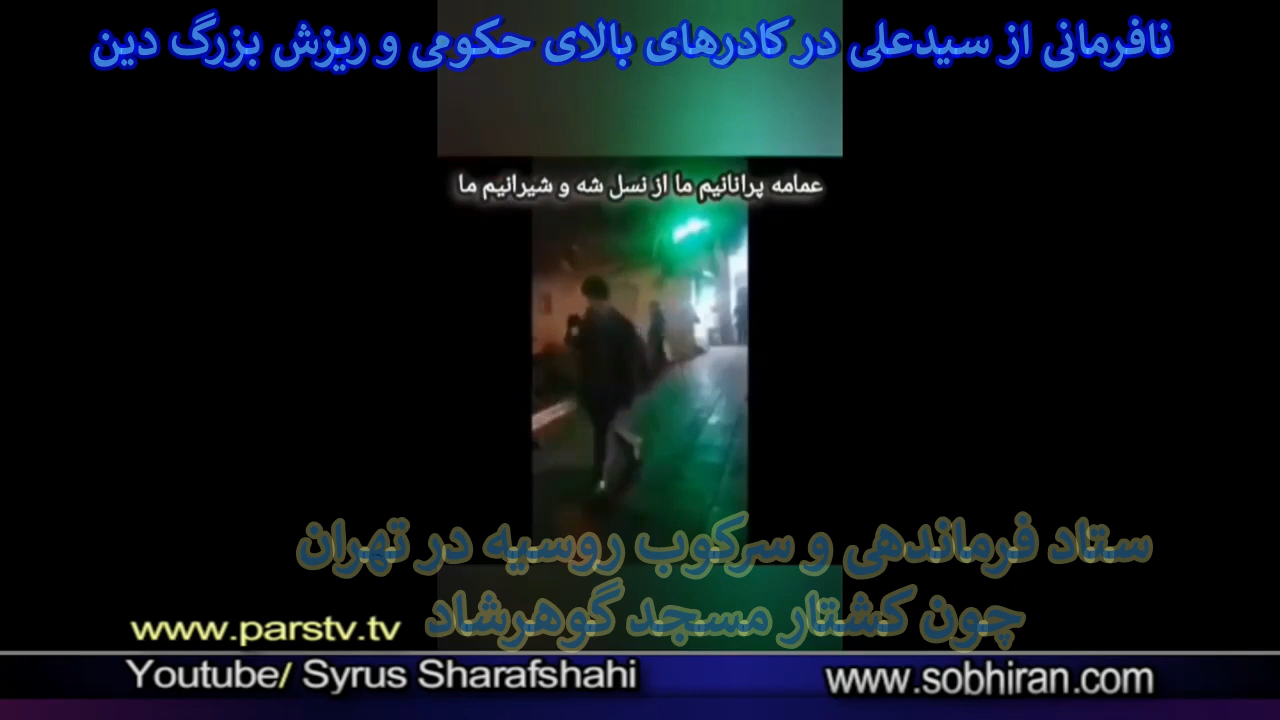 نافرمانی از سیدعلی در کادرهای بالای حکومی و ریزش بزرگ دین
عمامه پرانانیم ما از نسل شه و شیرانیم ما
ستاد فرماندهی و سرکوب روسیه در تهران
چون کشتار مسجد گوهرشاد
www.parstv.tv
Youtube/ Syrus Sharafshahi
www.sobhiran.com